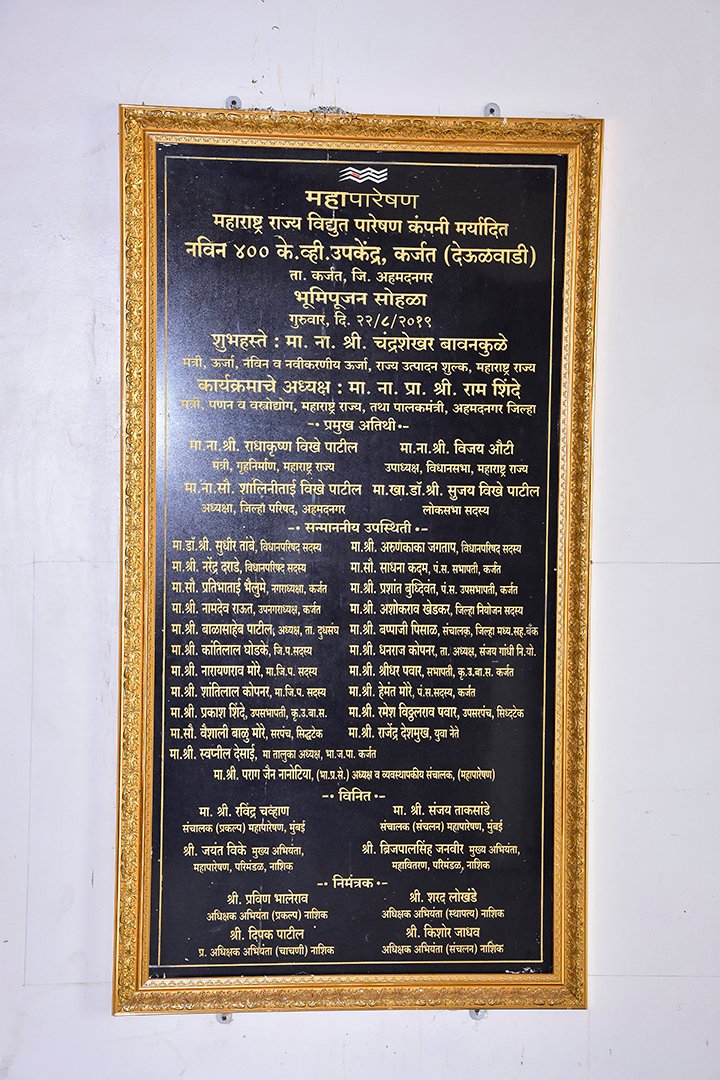 महापारेषण
महाराष्ट्र राज्य विद्युत पारेषण कंपनी मर्यादित
नविन ४०० के.व्ही.उपकेंद्र, कर्जत (देऊळवाडी)
ता. कर्जत, जि. अहमदनगर
भूमिपूजन सोहळा
गुरुवार, दि. २२/८/२०१९
शुभहस्ते : मा. ना. श्री. चंद्रशेखर बावनकुळे
मंत्री, ऊर्जा, नविन व नवीकरणीय ऊर्जा, राज्य उत्पादन शुल्क, महाराष्ट्र राज्य
कार्यक्रमाचे अध्यक्ष : मा. ना. प्रा. श्री. राम शिंदे
मंत्री, पणन व वस्त्रोद्योग, महाराष्ट्र राज्य, तथा पालकमंत्री, अहमदनगर जिल्हा
-• प्रमुख अतिथी •-
मा.ना.श्री. राधाकृष्ण विखे पाटील मा.ना.श्री. विजय औटी
मंत्री, गृहनिर्माण, महाराष्ट्र राज्य उपाध्यक्ष, विधानसभा, महाराष्ट्र राज्य
मा.ना.सौ. शालिनीताई विखे पाटील मा.खा.डॉ.श्री. सुजय विखे पाटील
अध्यक्षा, जिल्हा परिषद, अहमदनगर लोकसभा सदस्य
-• सन्माननीय उपस्थिती •-
मा.डॉ.श्री. सुधीर तांबे, विधानपरिषद सदस्य मा.श्री. अरुणकाका जगताप, विधानपरिषद सदस्य
मा.श्री. नरेंद्र दराडे, विधानपरिषद सदस्य मा.सौ. साधना कदम, पं.स. सभापती, कर्जत
मा.सौ. प्रतिभाताई भैलुमे, नगराध्यक्षा, कर्जत मा.श्री. प्रशांत बुध्दिवंत, पं.स. उपसभापती, कर्जत
मा.श्री. नामदेव राऊत, उपनगराध्यक्ष, कर्जत मा.श्री. अशोकराव खेडकर, जिल्हा नियोजन सदस्य
मा.श्री. बाळासाहेब पाटील, अध्यक्ष, ता. दुधसंघ मा.श्री. बप्पाजी पिसाळ, संचालक, जिल्हा मध्य.सह.बँक
मा.श्री. कांतिलाल घोडके, जि.प.सदस्य मा.श्री. धनराज कोपनर, ता. अध्यक्ष, संजय गांधी नि.यो.
मा.श्री. नारायणराव मोरे, मा.जि.प. सदस्य मा.श्री. श्रीधर पवार, सभापती, कृ.उ.बा.स. कर्जत
मा.श्री. शांतिलाल कोपनर, मा.जि.प. सदस्य मा.श्री. हेमंत मोरे, पं.स.सदस्य, कर्जत
मा.श्री. प्रकाश शिंदे, उपसभापती, कृ.उ.बा.स. मा.श्री. रमेश विठ्ठलराव पवार, उपसरपंच, सिध्दटेक
मा.सौ. वैशाली बाळु मोरे, सरपंच, सिद्धटेक मा.श्री. राजेंद्र देशमुख, युवा नेते
मा.श्री. स्वप्नील देसाई, मा तालुका अध्यक्ष, भा.ज.पा. कर्जत
मा.श्री. पराग जैन नानोटिया, (भा.प्र.से.) अध्यक्ष व व्यवस्थापकीय संचालक, (महापारेषण)
-• विनित •-
मा. श्री. रविंद्र चव्हाण मा. श्री. संजय ताकसांडे
संचालक (प्रकल्प) महापारेषण, मुंबई संचालक (संचलन) महापारेषण, मुंबई
श्री. जयंत विके मुख्य अभियंता, श्री. ब्रिजपालसिंह जनवीर मुख्य अभियंता,
महापारेषण, परिमंडळ, नाशिक महावितरण, परिमंडळ, नाशिक
-• निमंत्रक •-
श्री. प्रविण भालेराव श्री. शरद लोखंडे
अधिक्षक अभियंता (प्रकल्प) नाशिक अधिक्षक अभियंता (स्थापत्य) नाशिक
श्री. दिपक पाटील श्री. किशोर जाधव
प्र. अधिक्षक अभियंता (चाचणी) नाशिक अधिक्षक अभियंता (संचलन) नाशिक